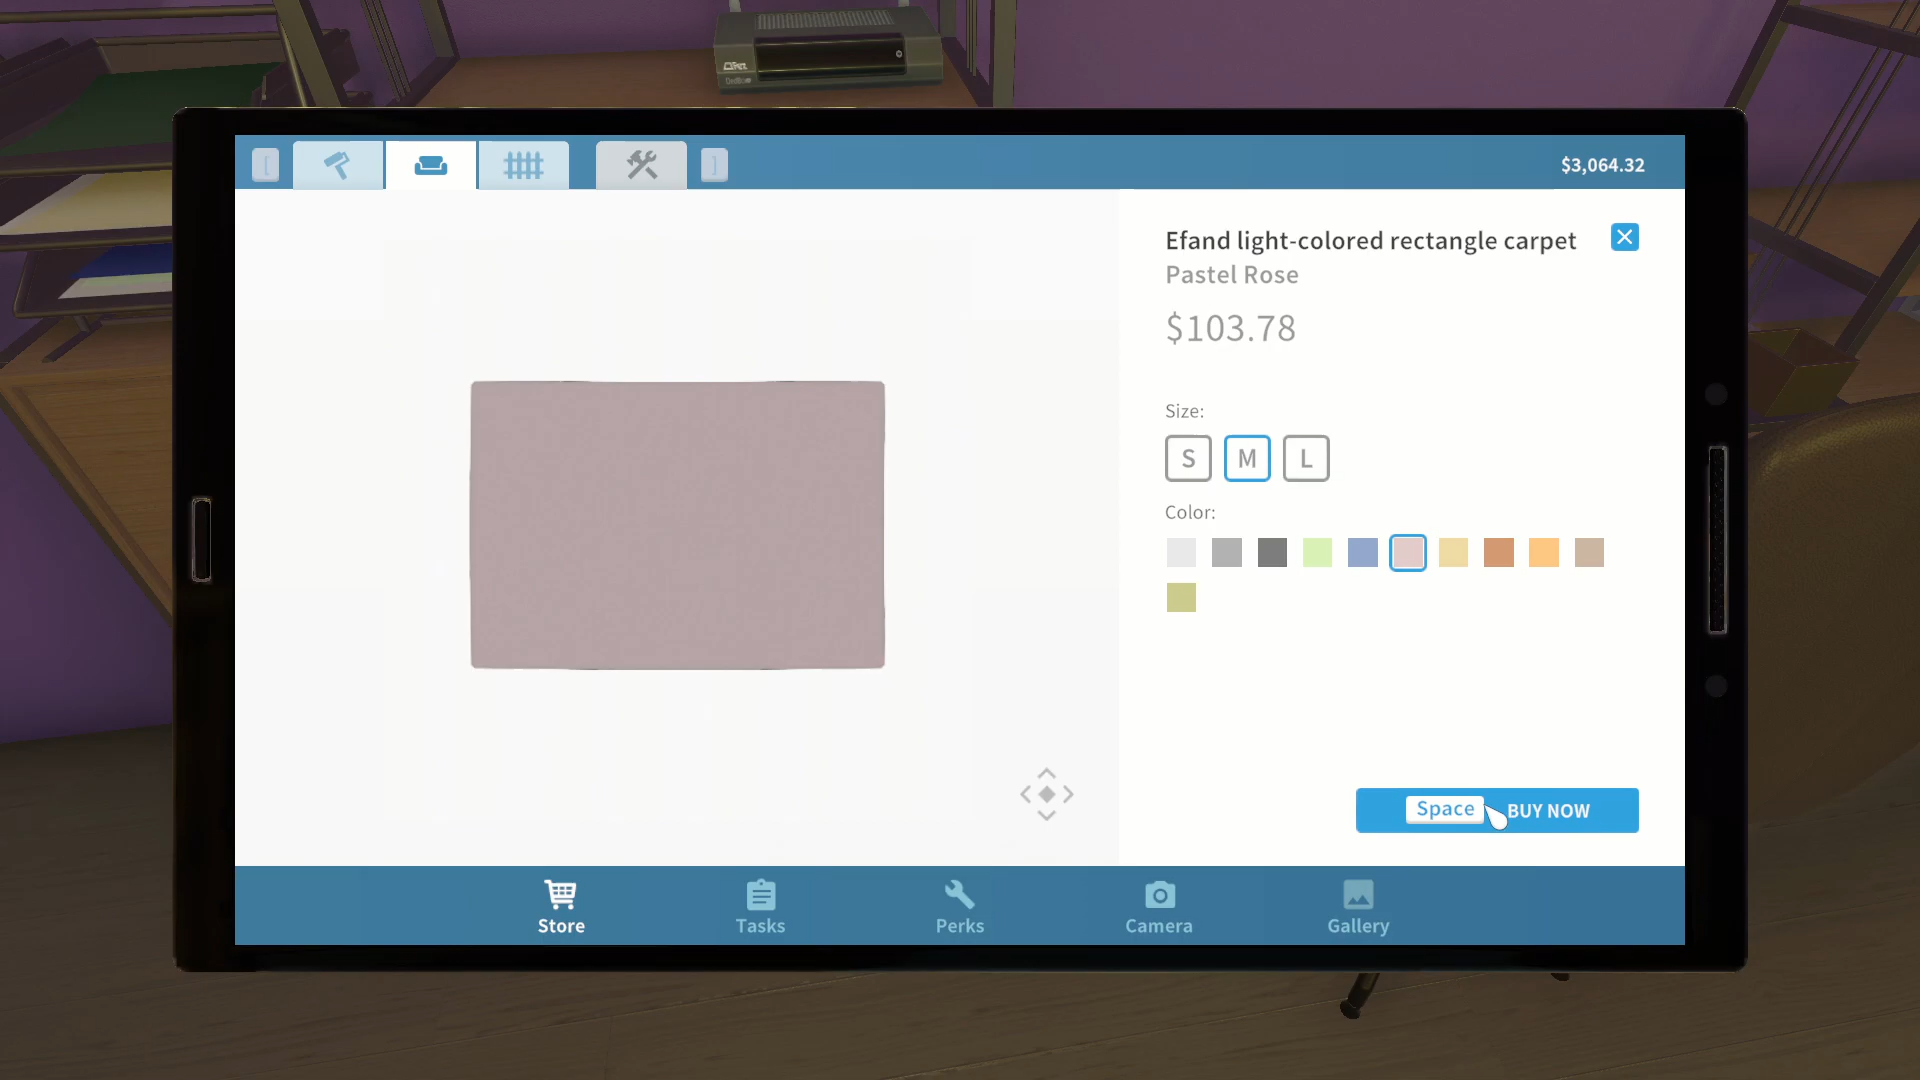 [
]
$3,064.32
Efand light-colored rectangle carpet
Pastel Rose
$103.78
Size:
S M L
Color:
Space BUY NOW
Store
Tasks
Perks
Camera
Gallery